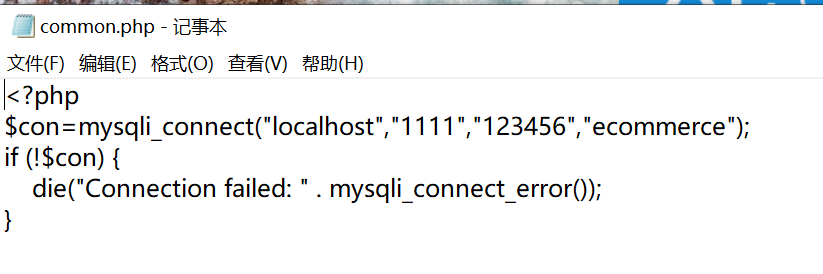 common.php - 记事本
文件(F) 编辑(E) 格式(O) 查看(V) 帮助(H)
<?php
$con=mysqli_connect("localhost","1111","123456","ecommerce");
if (!$con) {
    die("Connection failed: " . mysqli_connect_error());
}